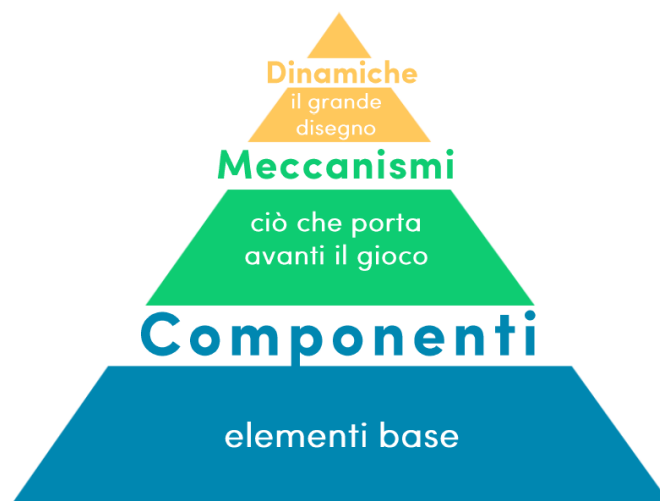 Dinamiche
il grande
disegno
Meccanismi
ciò che porta
avanti il gioco
Componenti
elementi base